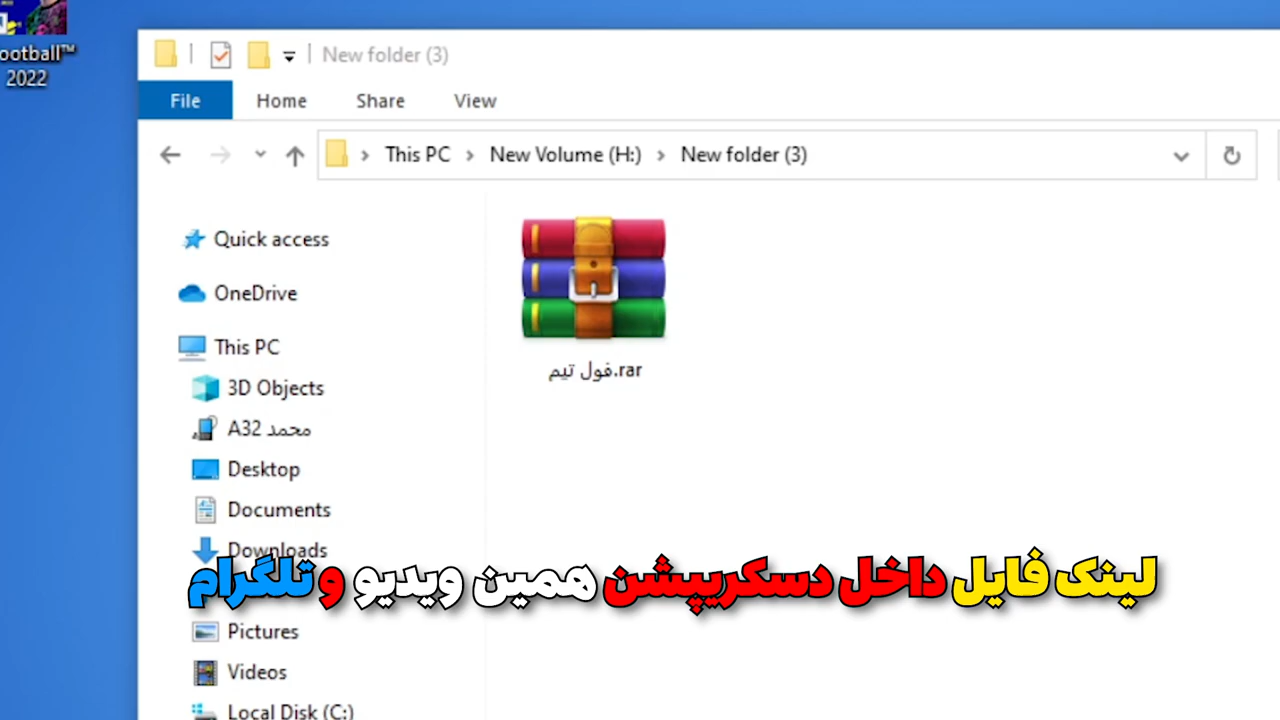 ootball™
2022
New folder (3)
File Home Share View
This PC New Volume (H:) New folder (3)
Quick access
OneDrive
This PC
3D Objects
محمد A32
Desktop
Documents
Downloads
Pictures
Videos
Local Disk (C:)
فول تیم.rar
لینک فایل داخل دسکریپشن همین ویدیو و تلگرام